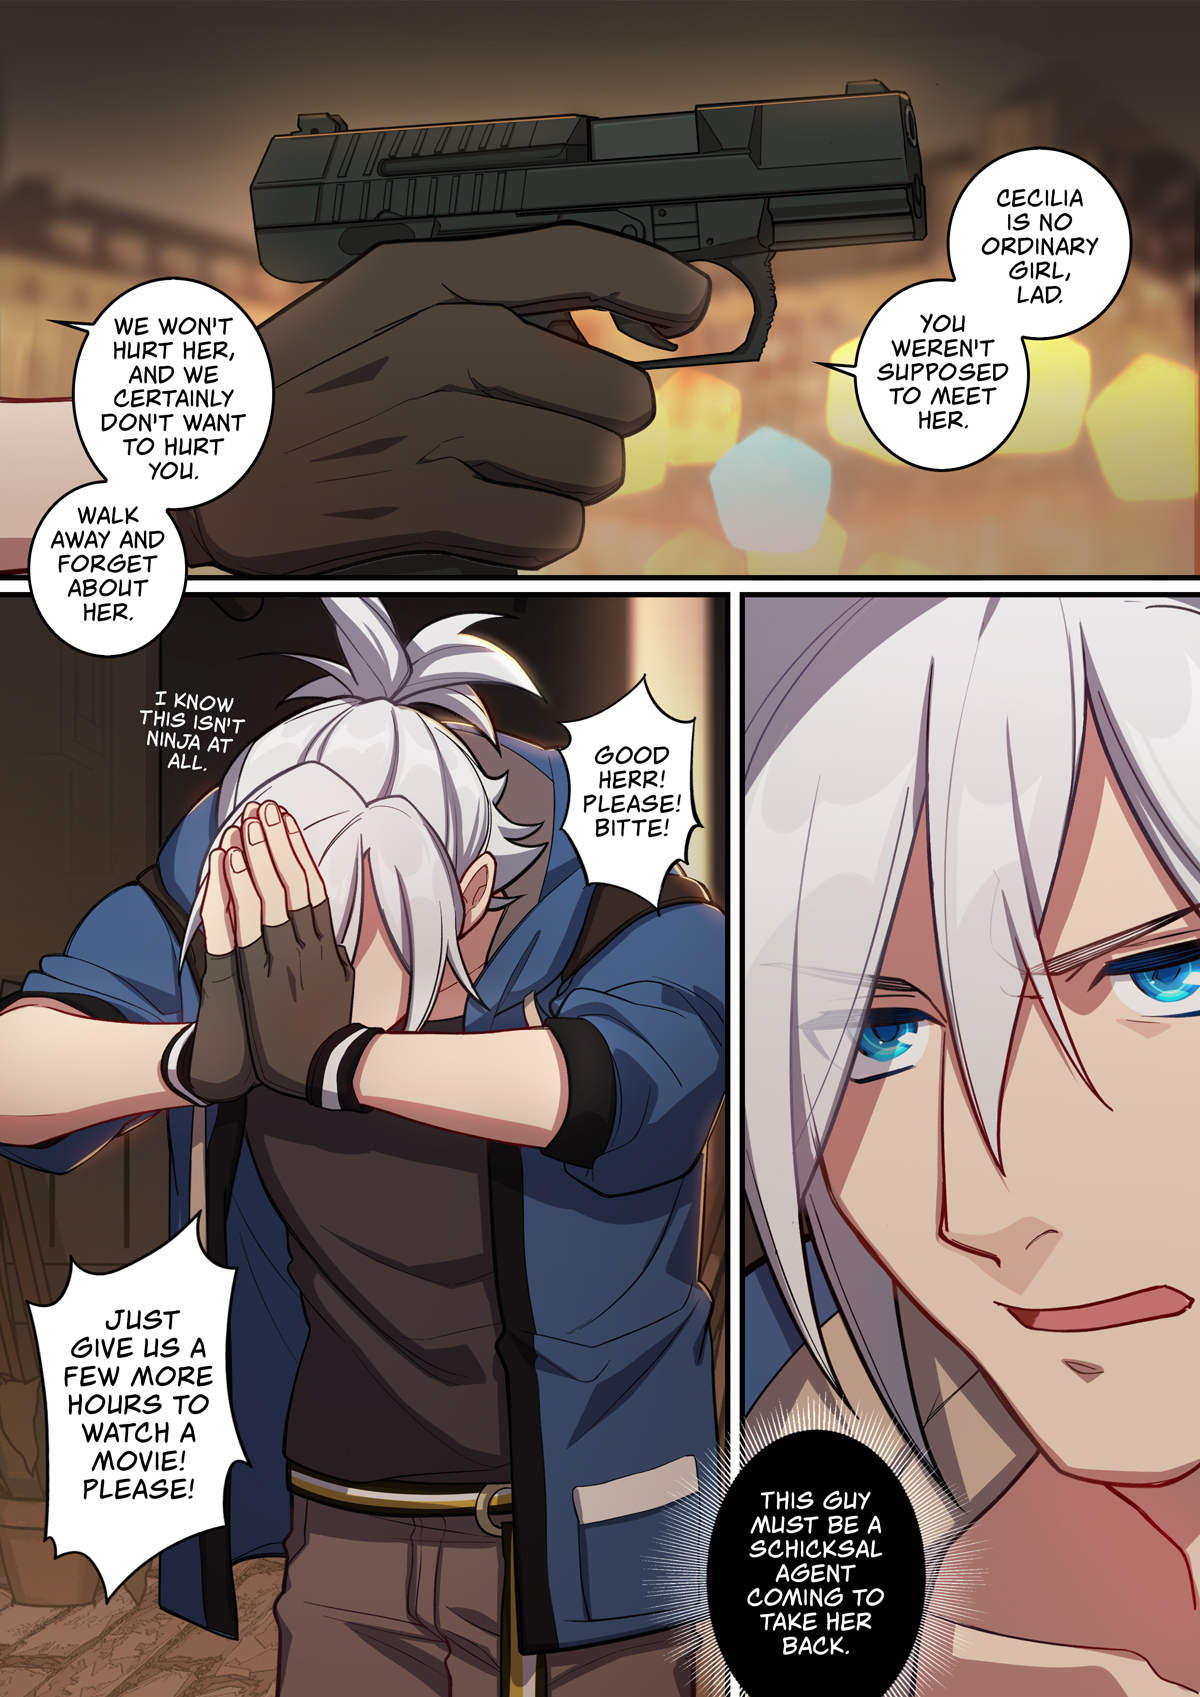 CECILIA
IS NO
ORDINARY
GIRL,
LAD.
YOU
WEREN'T
SUPPOSED
TO MEET
HER.
WE WON'T
HURT HER,
AND WE
CERTAINLY
DON'T WANT
TO HURT
YOU.
WALK
AWAY AND
FORGET
ABOUT
HER.
I KNOW
THIS ISN'T
NINJA AT
ALL.
GOOD
HERR!
PLEASE!
BITTE!
JUST
GIVE US A
FEW MORE
HOURS TO
WATCH A
MOVIE!
PLEASE!
THIS GUY
MUST BE A
SCHICKSAL
AGENT
COMING TO
TAKE HER
BACK.